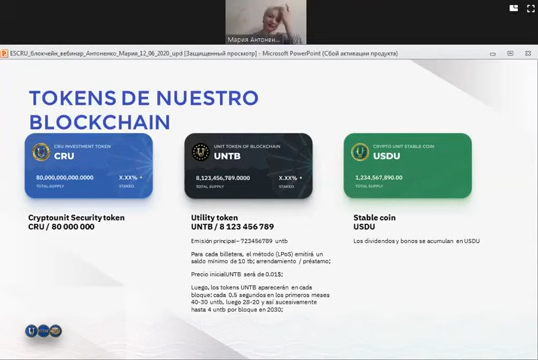 Мария Антонен...
ESCRU_блокчейн_вебинар_Антоненко_Мария_12_06_2020_upd [Защищенный просмотр] - Microsoft PowerPoint (Сбой активации продукта)
TOKENS DE NUESTRO
BLOCKCHAIN
CRU INVESTMENT TOKEN
CRU
80,000,000,000.0000
X.XX%
TOTAL SUPPLY
STAKED
UNIT TOKEN OF BLOCKCHAIN
UNTB
8,123,456,789.0000
X.XX%
TOTAL SUPPLY
STAKED
CRYPTO UNIT STABLE COIN
USDU
1,234,567,890.00
TOTAL SUPPLY
Cryptounit Security token
CRU / 80 000 000
Utility token
UNTB / 8 123 456 789
Emisión principal – 723456789 untb
Para cada billetera, el método (LPoS) emitirá un
saldo mínimo de 10 tb; arrendamiento / préstamo;
Precio inicialUNTB será de 0.01$;
Luego, los tokens UNTB aparecerán en cada
bloque: cada 0.5 segundos en los primeros meses
40-30 untb, luego 28-20 y así sucesivamente
hasta 4 untb por bloque en 2030;
Stable coin
USDU
Los dividendos y bonos se acumulan en USDU